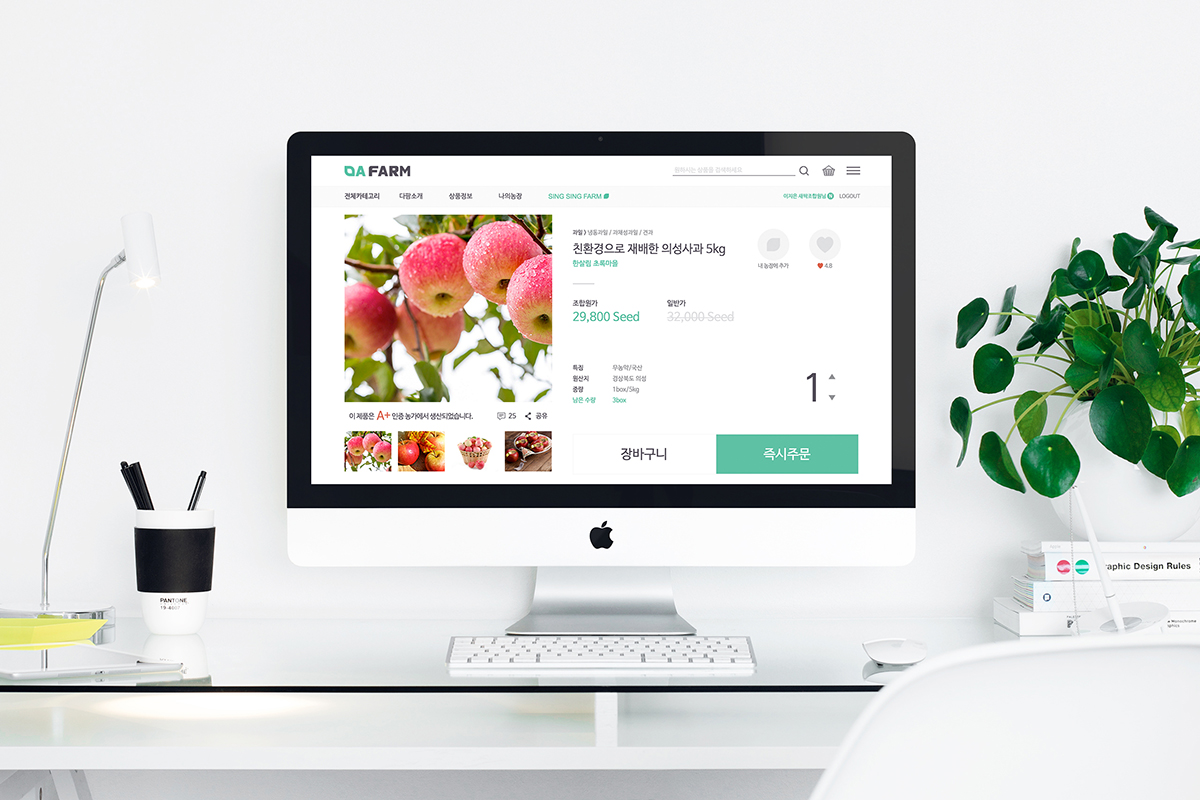 DA FARM
원하시는 상품을 검색하세요
전체카테고리 다팜소개 상품정보 나의농장 SING SING FARM
이지은 새싹조합원님 LOGOUT
과일 > 냉동과일 / 과채성과일 / 견과
친환경으로 재배한 의성사과 5kg
한살림 초록마을
내 농장에 추가
4.8
조합원가 일반가
29,800 Seed 32,000 Seed
특징 무농약/국산
원산지 경상북도 의성
중량 1box/5kg
남은 수량 3box
1
이 제품은 A+ 인증 농가에서 생산되었습니다.
25 공유
장바구니 즉시주문
PANTONE
19-4007
raphic Design Rules